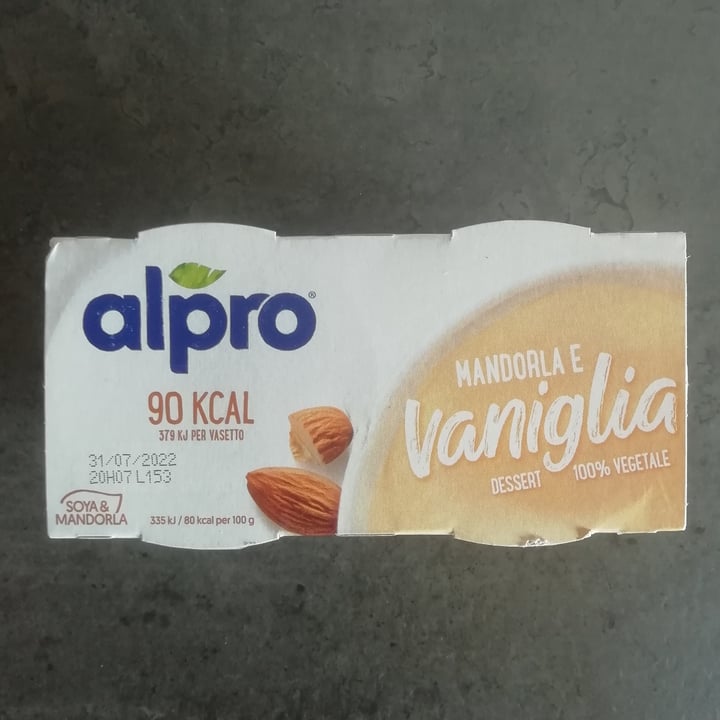 alpro®
90 KCAL
379 KJ PER VASETTO
31/07/2022
20H07 L153
SOYA &
MANDORLA
335 kJ / 80 kcal per 100 g
MANDORLA E
vaniglia
DESSERT 100% VEGETALE